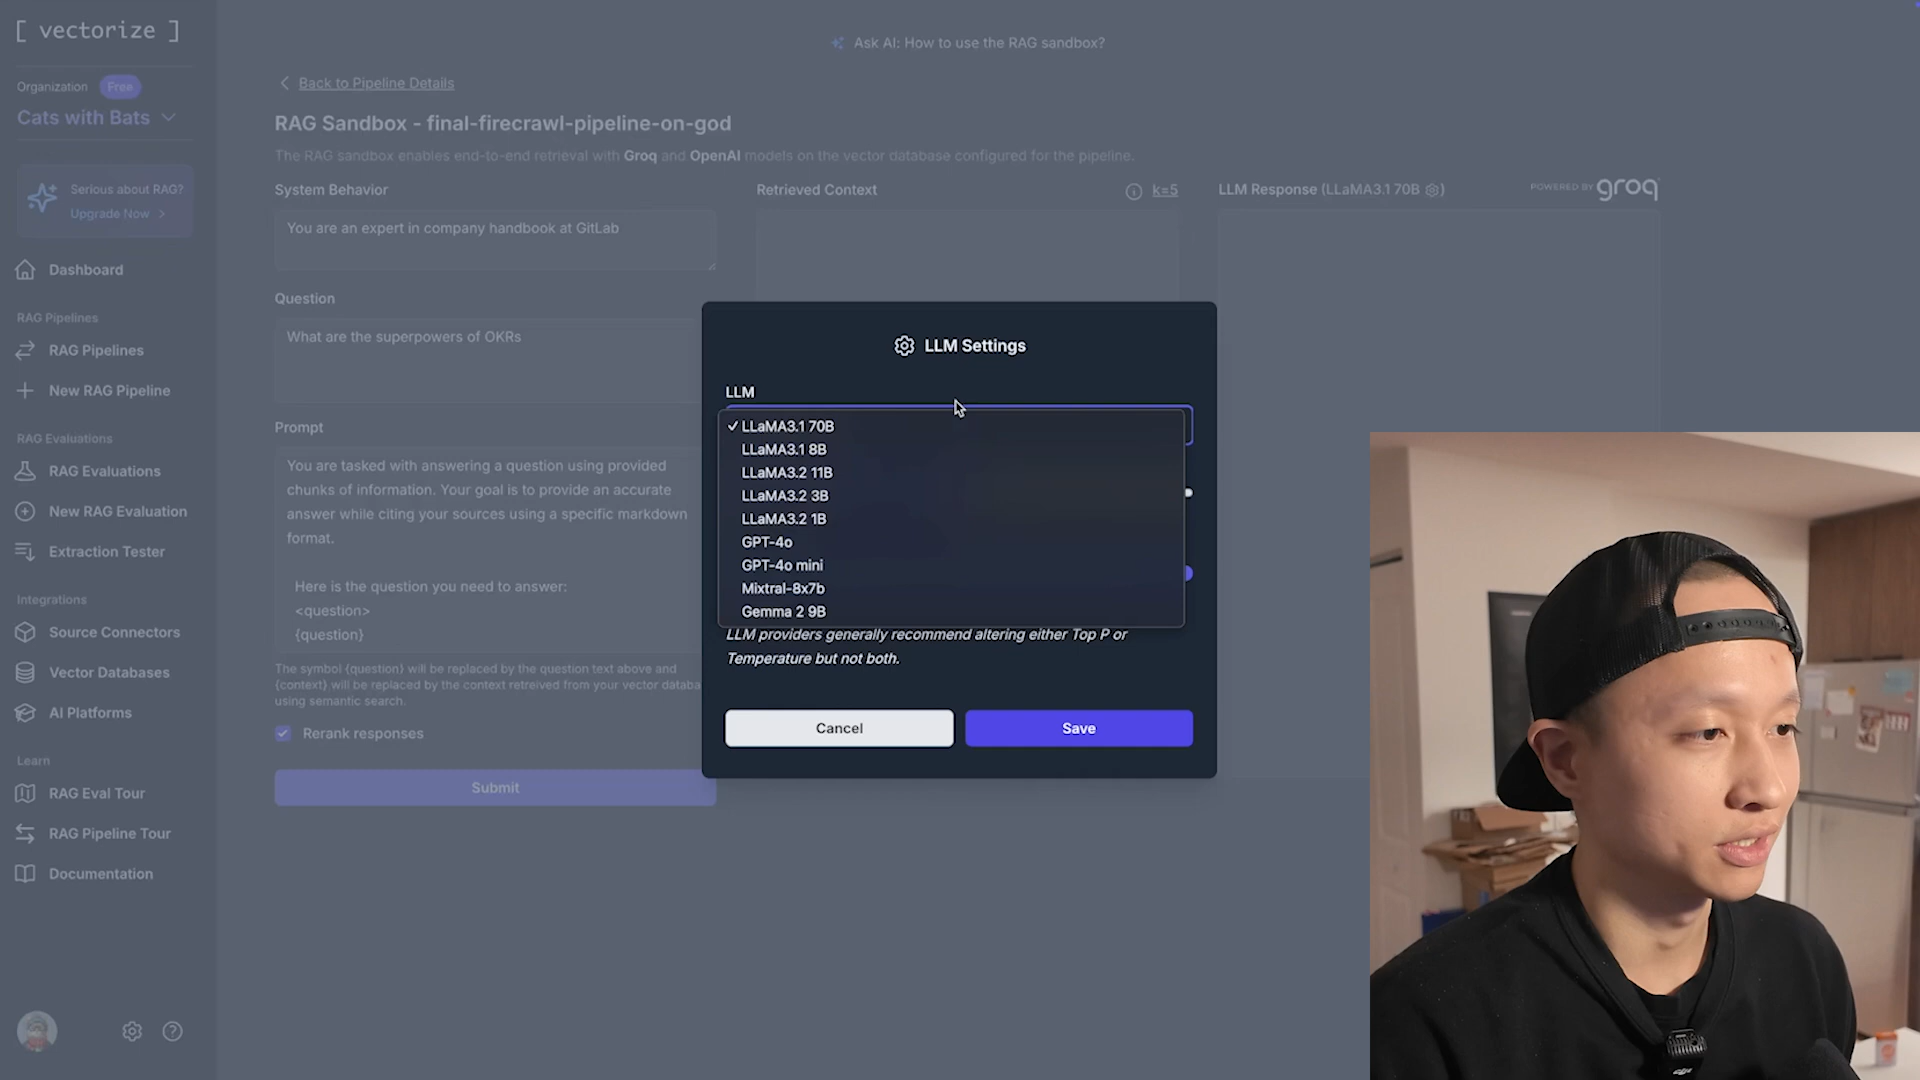 [ vectorize ]
Organization Free
Cats with Bats
Serious about RAG?
Upgrade Now >
Dashboard
RAG Pipelines
RAG Pipelines
New RAG Pipeline
RAG Evaluations
RAG Evaluations
New RAG Evaluation
Extraction Tester
Integrations
Source Connectors
Vector Databases
AI Platforms
Learn
RAG Eval Tour
RAG Pipeline Tour
Documentation
Ask AI: How to use the RAG sandbox?
Back to Pipeline Details
RAG Sandbox - final-firecrawl-pipeline-on-god
The RAG sandbox enables end-to-end retrieval with Groq and OpenAI models on the vector database configured for the pipeline.
System Behavior
You are an expert in company handbook at GitLab
Question
What are the superpowers of OKRs
Prompt
You are tasked with answering a question using provided
chunks of information. Your goal is to provide an accurate
answer while citing your sources using a specific markdown
format.
Here is the question you need to answer:
<question>
{question}
The symbol {question} will be replaced by the question text above and
{context} will be replaced by the context retreived from your vector databa
using semantic search.
Rerank responses
Submit
Retrieved Context
k=5
LLM Response (LLaMA3.1 70B )
POWERED BY groq
LLM Settings
LLM
✓ LLaMA3.1 70B
LLaMA3.1 8B
LLaMA3.2 11B
LLaMA3.2 3B
LLaMA3.2 1B
GPT-4o
GPT-4o mini
Mixtral-8x7b
Gemma 2 9B
LLM providers generally recommend altering either Top P or
Temperature but not both.
Cancel
Save